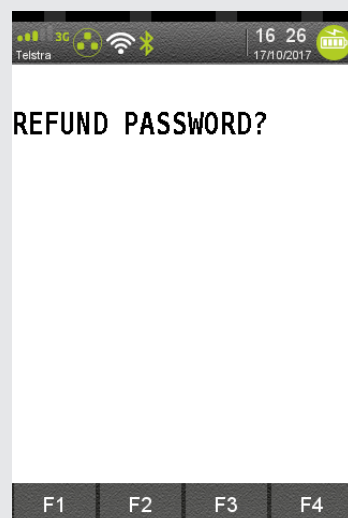 3G 16 26
Telstra 17/10/2017
REFUND PASSWORD?
F1 F2 F3 F4